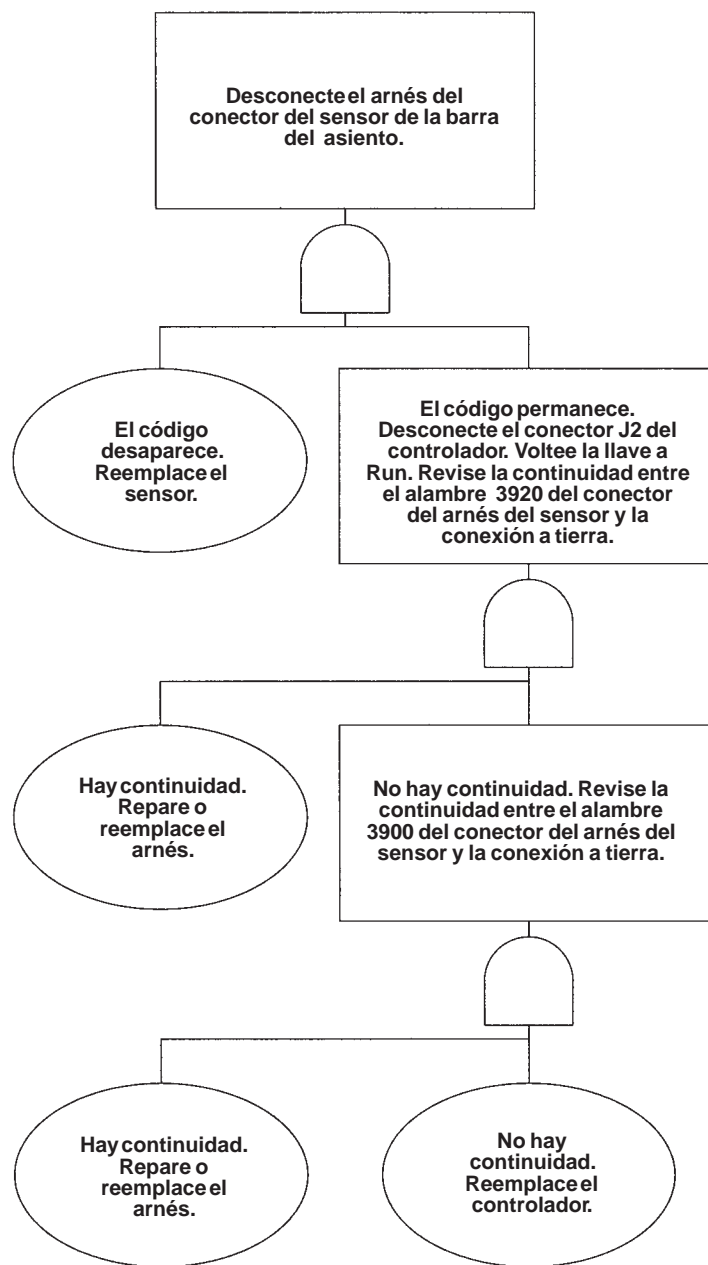 Desconecte el arnés del
conector del sensor de la barra
del asiento.
El código
desaparece.
Reemplace el
sensor.
El código permanece.
Desconecte el conector J2 del
controlador. Voltee la llave a
Run. Revise la continuidad entre
el alambre 3920 del conector
del arnés del sensor y la
conexión a tierra.
Hay continuidad.
Repare o
reemplace el
arnés.
No hay continuidad. Revise la
continuidad entre el alambre
3900 del conector del arnés del
sensor y la conexión a tierra.
Hay continuidad.
Repare o
reemplace el
arnés.
No hay
continuidad.
Reemplace el
controlador.